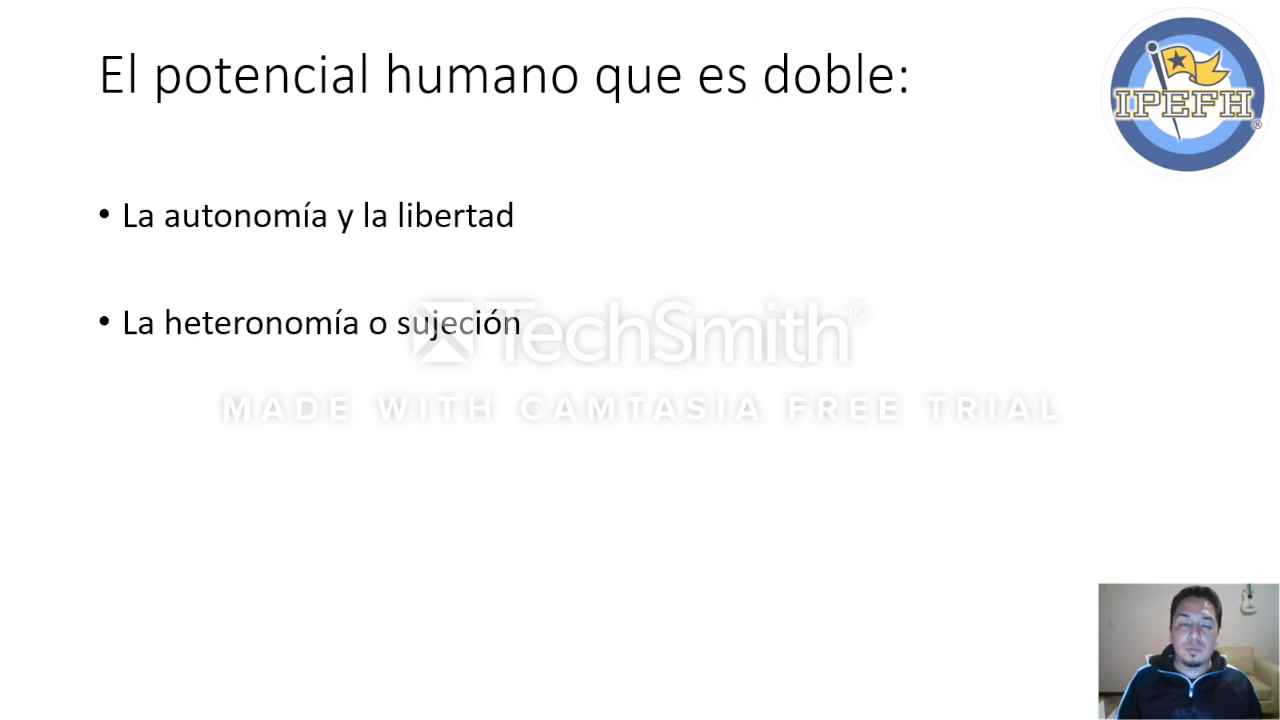 El potencial humano que es doble:
IPEFH
®
• La autonomía y la libertad
• La heteronomía o sujeción
TechSmith®
MADE WITH CAMTASIA FREE TRIAL